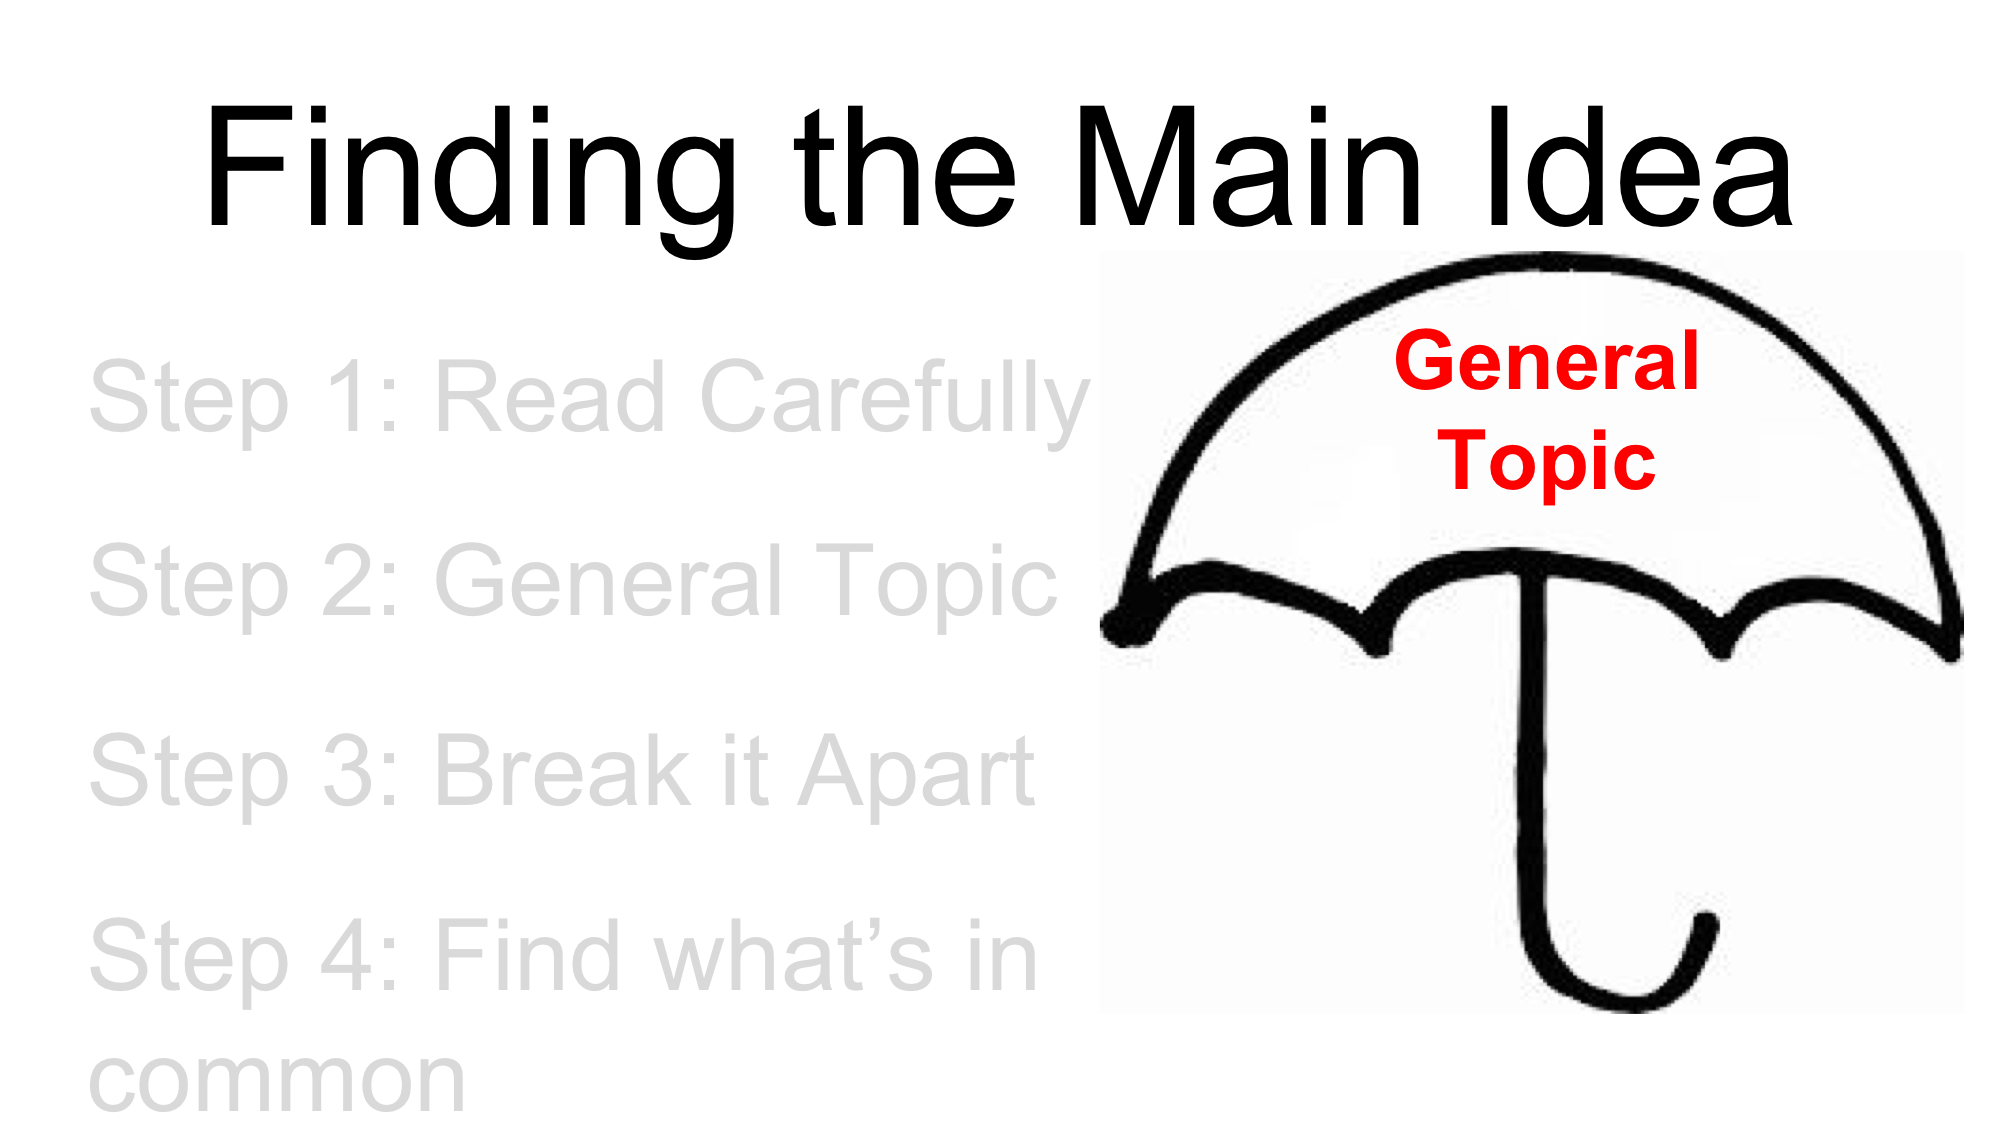 Finding the Main Idea
Step 1: Read Carefully
Step 2: General Topic
Step 3: Break it Apart
Step 4: Find what’s in
common
General
Topic